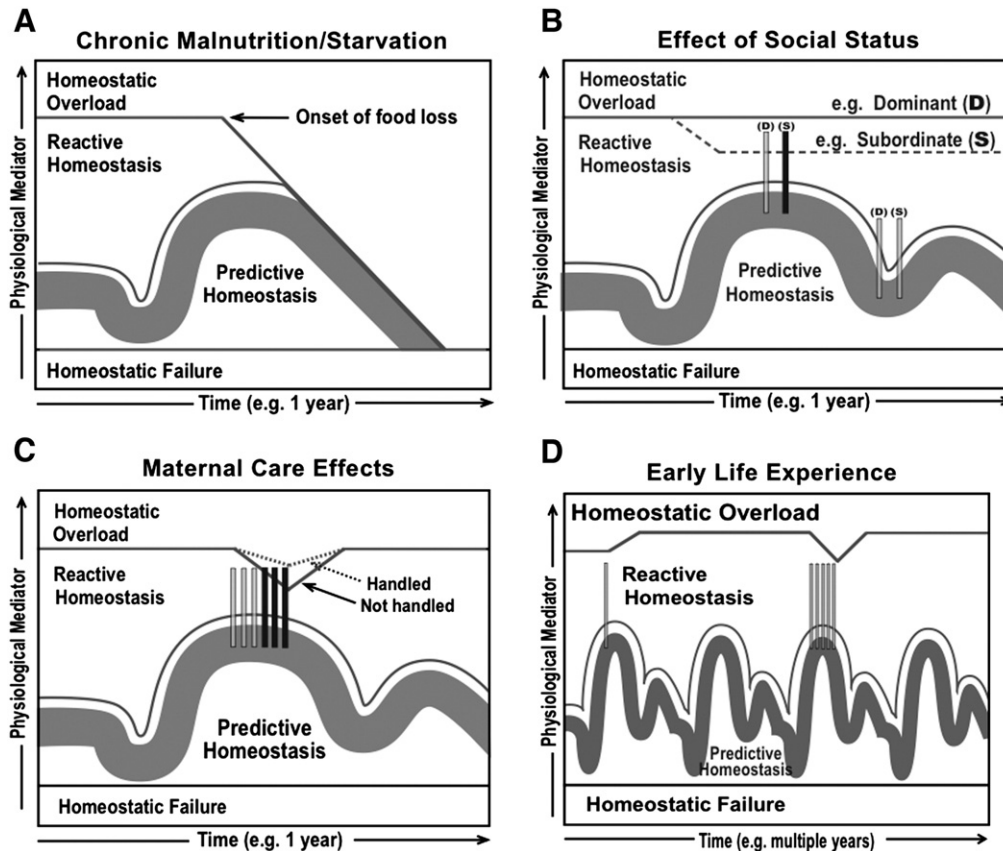 A
Chronic Malnutrition/Starvation
Physiological Mediator
Homeostatic
Overload
Onset of food loss
Reactive
Homeostasis
Predictive
Homeostasis
Homeostatic Failure
Time (e.g. 1 year)
B
Effect of Social Status
Physiological Mediator
Homeostatic
Overload
e.g. Dominant (D)
Reactive
Homeostasis
(D) (S)
e.g. Subordinate (S)
(D) (S)
Predictive
Homeostasis
Homeostatic Failure
Time (e.g. 1 year)
C
Maternal Care Effects
Physiological Mediator
Homeostatic
Overload
Reactive
Homeostasis
Handled
Not handled
Predictive
Homeostasis
Homeostatic Failure
Time (e.g. 1 year)
D
Early Life Experience
Physiological Mediator
Homeostatic Overload
Reactive
Homeostasis
Predictive
Homeostasis
Homeostatic Failure
Time (e.g. multiple years)